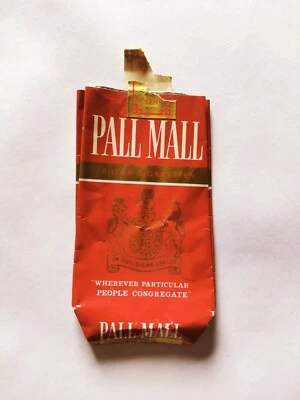 PALL MALL
FILTER CIGARETTES
"WHEREVER PARTICULAR
PEOPLE CONGREGATE"
PALL MALL